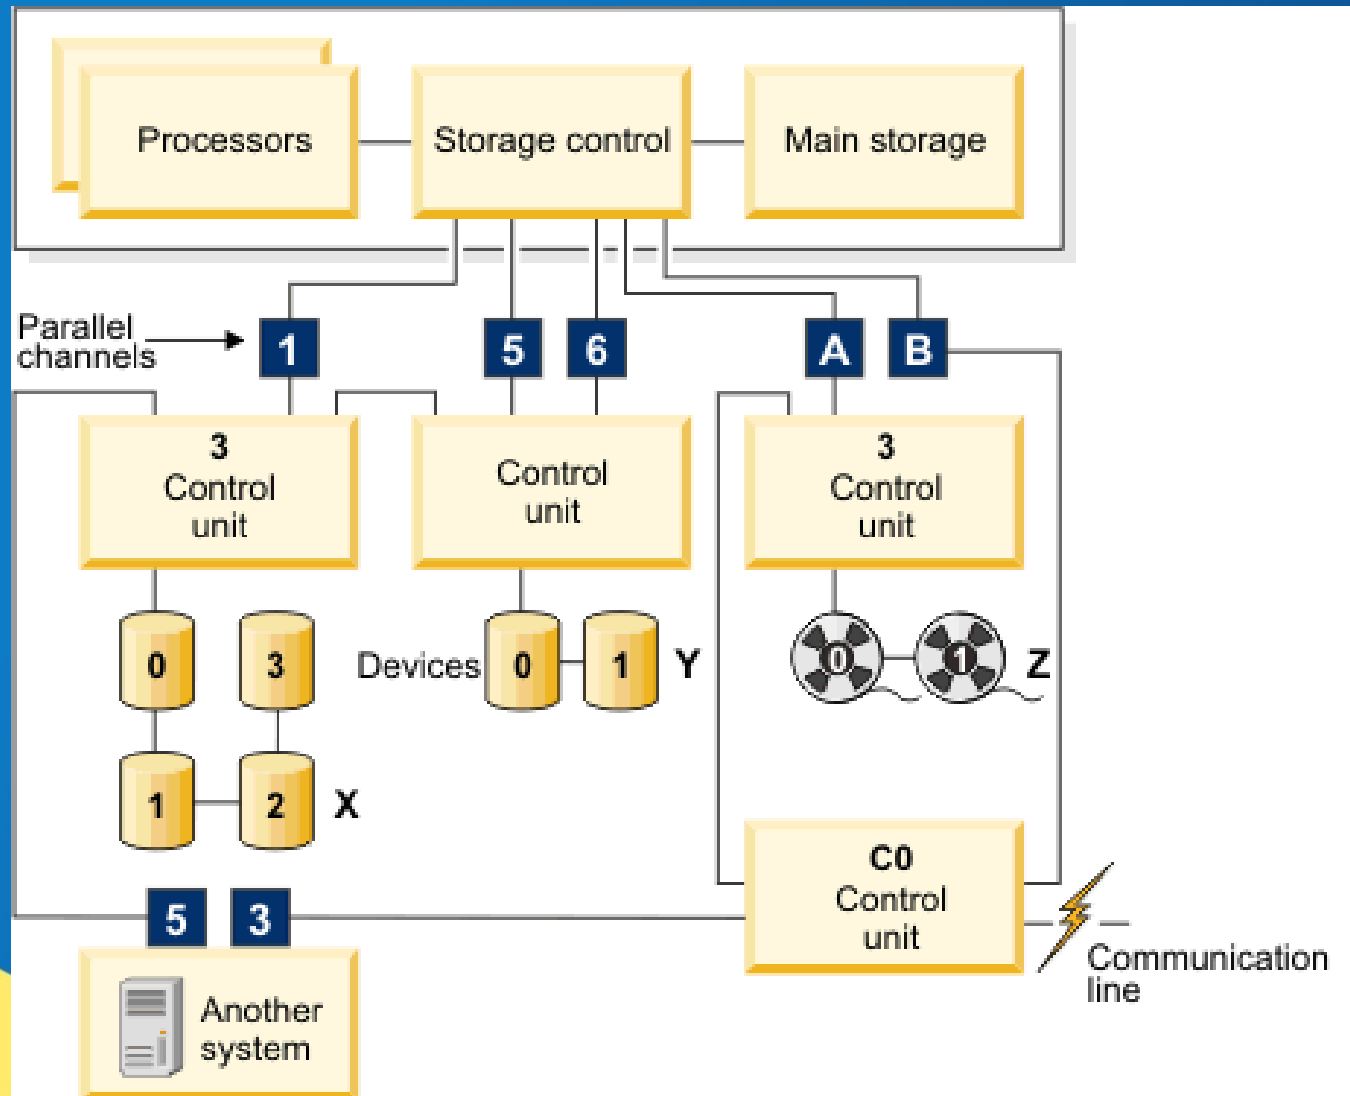 Processors
Storage control
Main storage
Parallel
channels
1
5
6
A
B
3
Control
unit
Control
unit
3
Control
unit
0
3
Devices
0
1
Y
0
1
Z
1
2
X
C0
Control
unit
5
3
Communication
line
Another
system